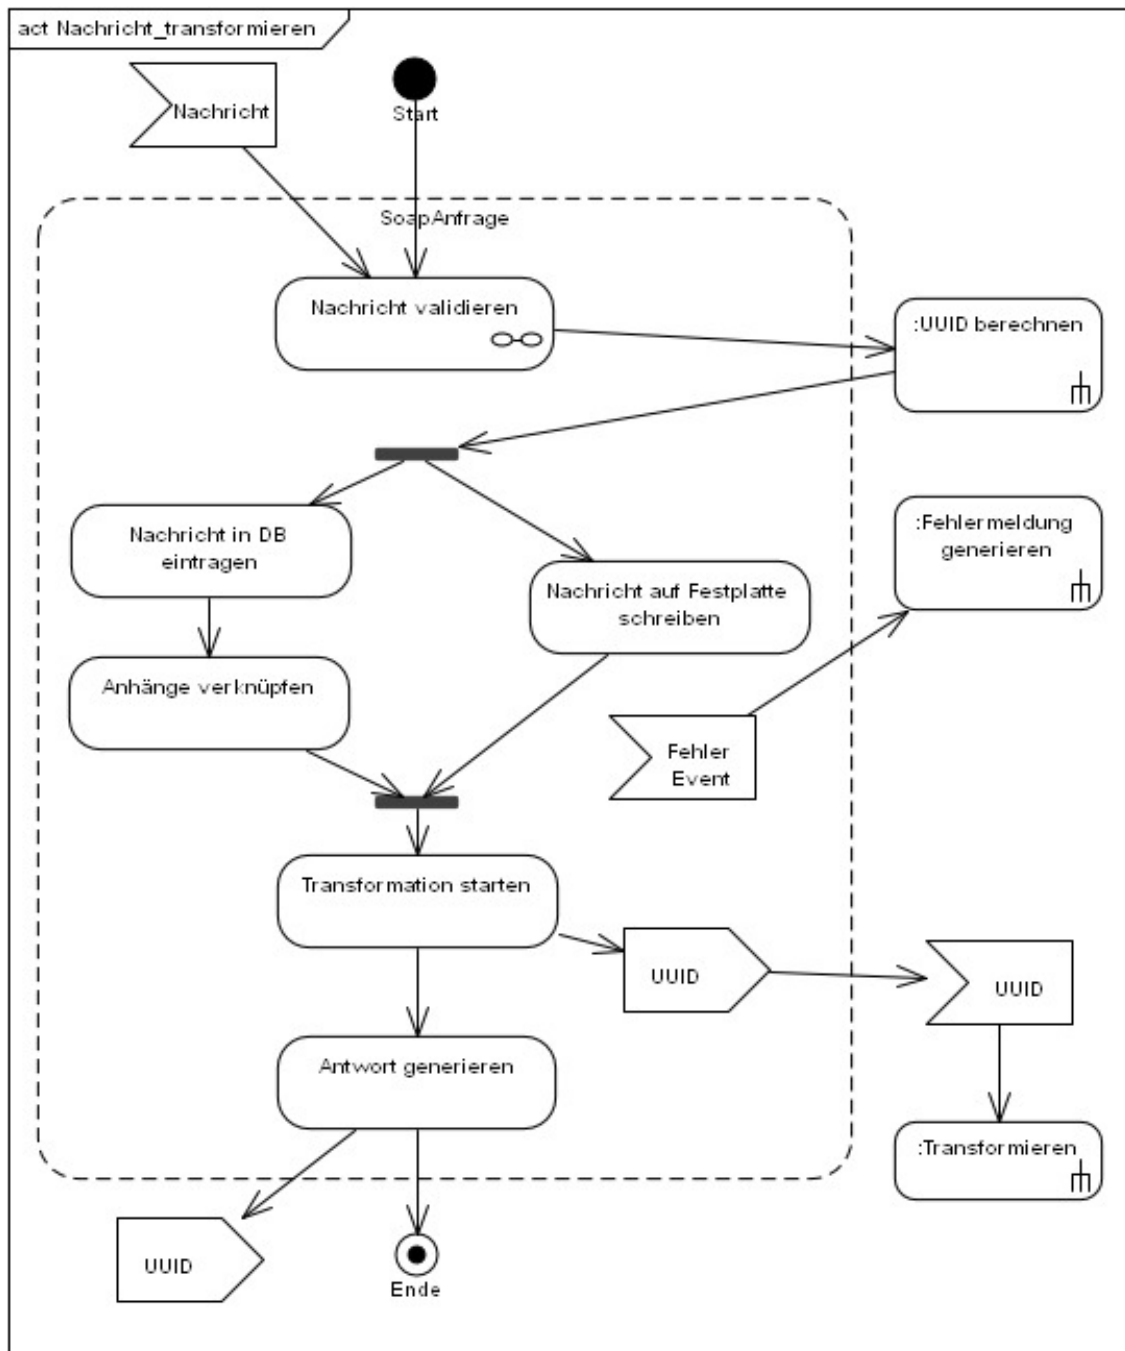 act Nachricht_transformieren
Nachricht
Start
SoapAnfrage
Nachricht validieren
:UUID berechnen
Nachricht in DB
eintragen
:Fehlermeldung
generieren
Nachricht auf Festplatte
schreiben
Anhänge verknüpfen
Fehler
Event
Transformation starten
UUID
UUID
Antwort generieren
:Transformieren
UUID
Ende